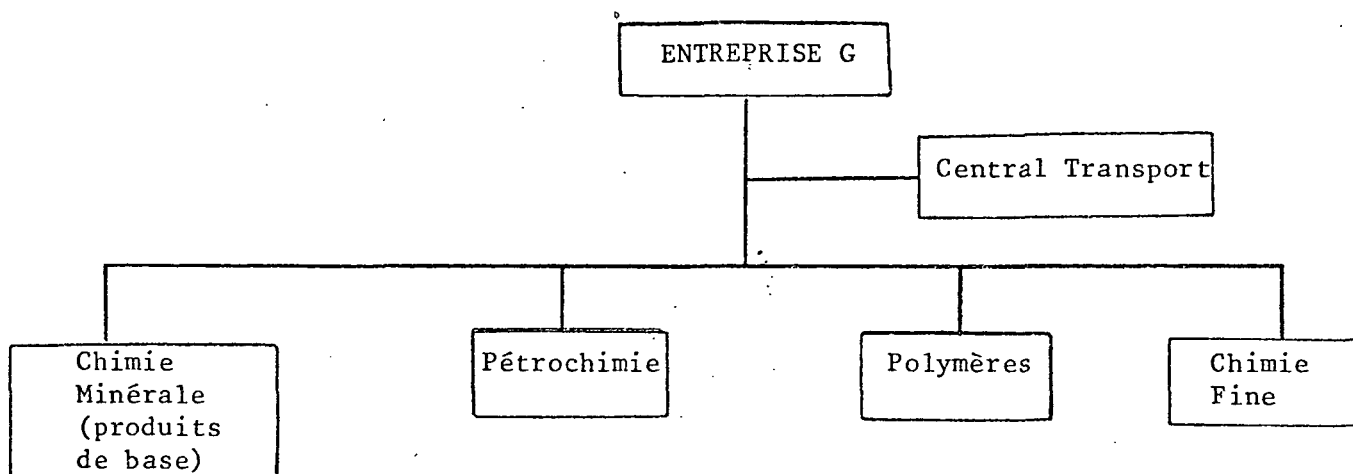 ENTREPRISE G
Central Transport
Chimie
Minérale
(produits
de base)
Pétrochimie
Polymères
Chimie
Fine